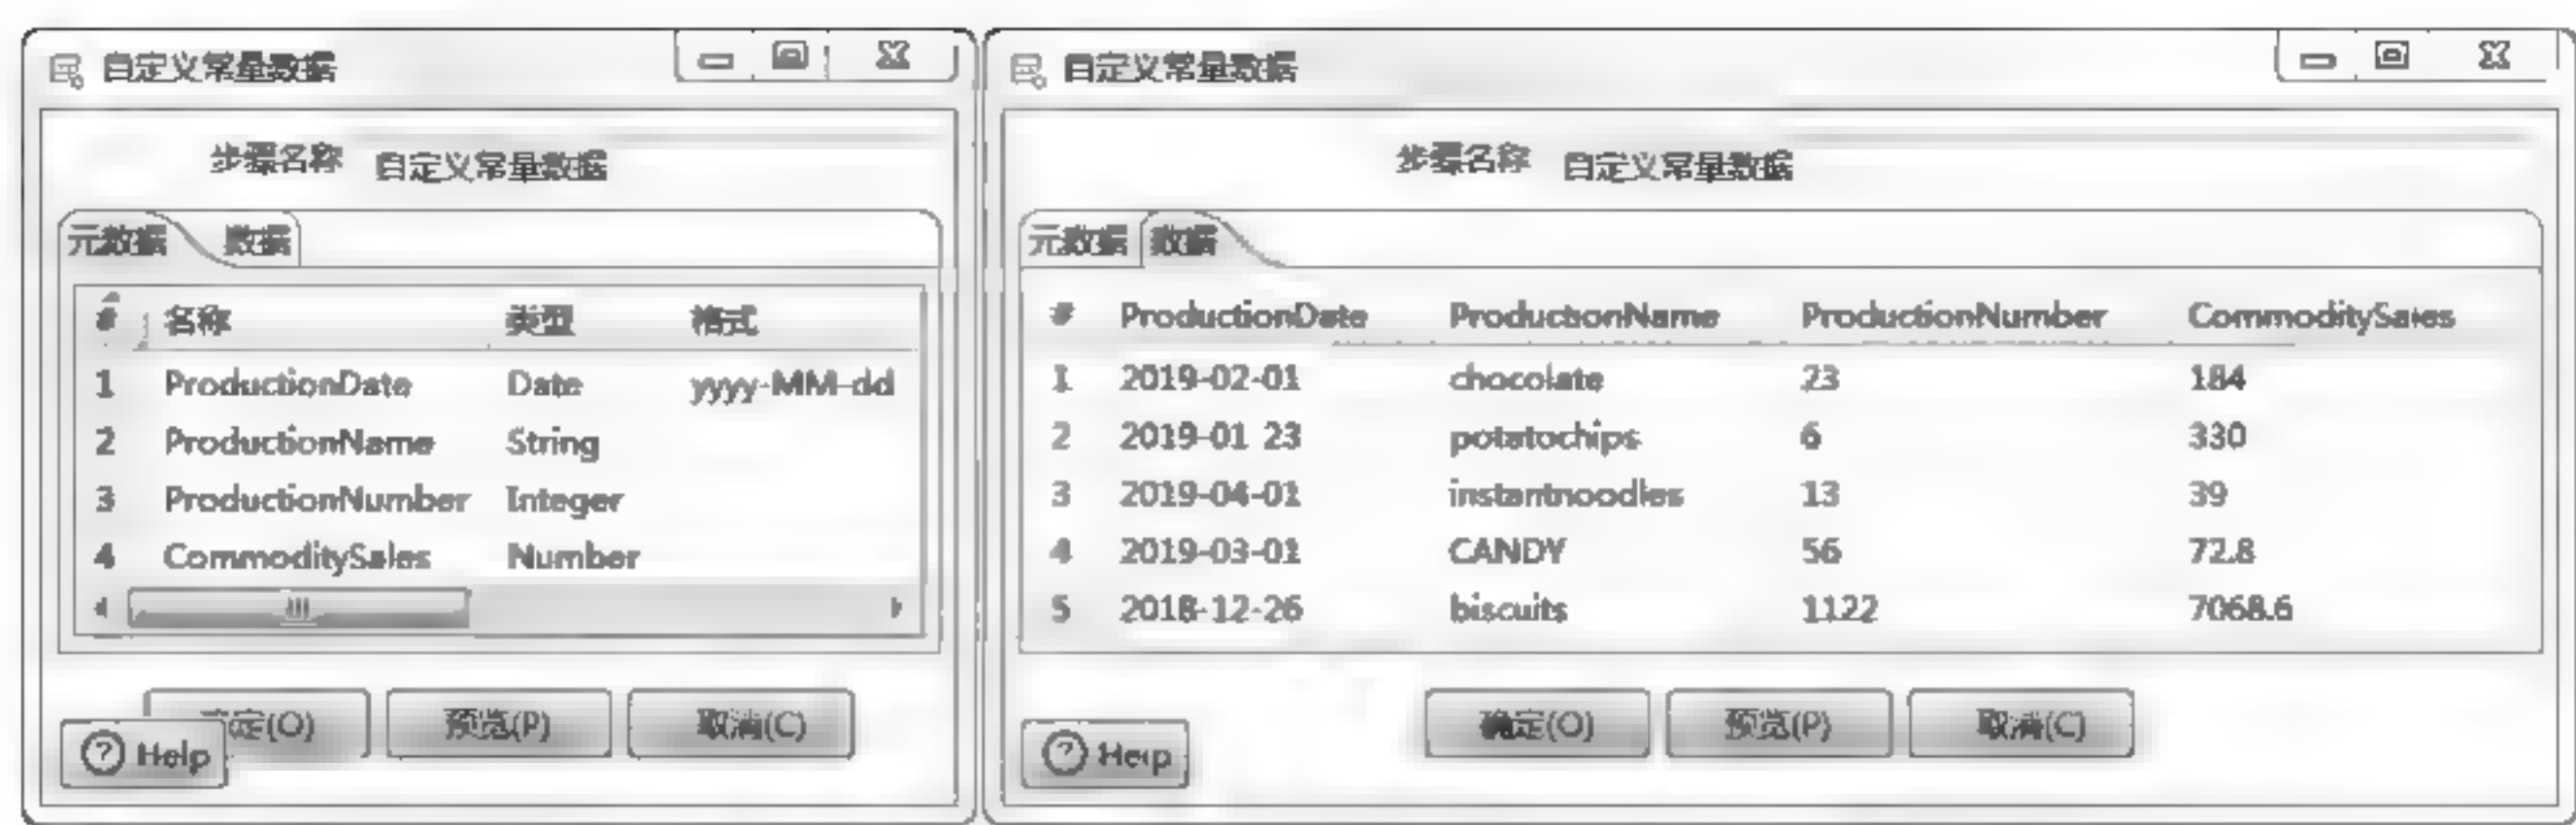 自定义常量数据
步骤名称 自定义常量数据
元数据 数据
# 名称 类型 格式
1 ProductionDate Date yyyy-MM-dd
2 ProductionName String
3 ProductionNumber Integer
4 CommoditySales Number
确定(O) 预览(P) 取消(C)
Help
自定义常量数据
步骤名称 自定义常量数据
元数据 数据
# ProductionDate ProductionName ProductionNumber CommoditySales
1 2019-02-01 chocolate 23 184
2 2019-01 23 potatochips 6 330
3 2019-04-01 instantnoodles 13 39
4 2019-03-01 CANDY 56 72.8
5 2018-12-26 biscuits 1122 7068.6
确定(O) 预览(P) 取消(C)
Help